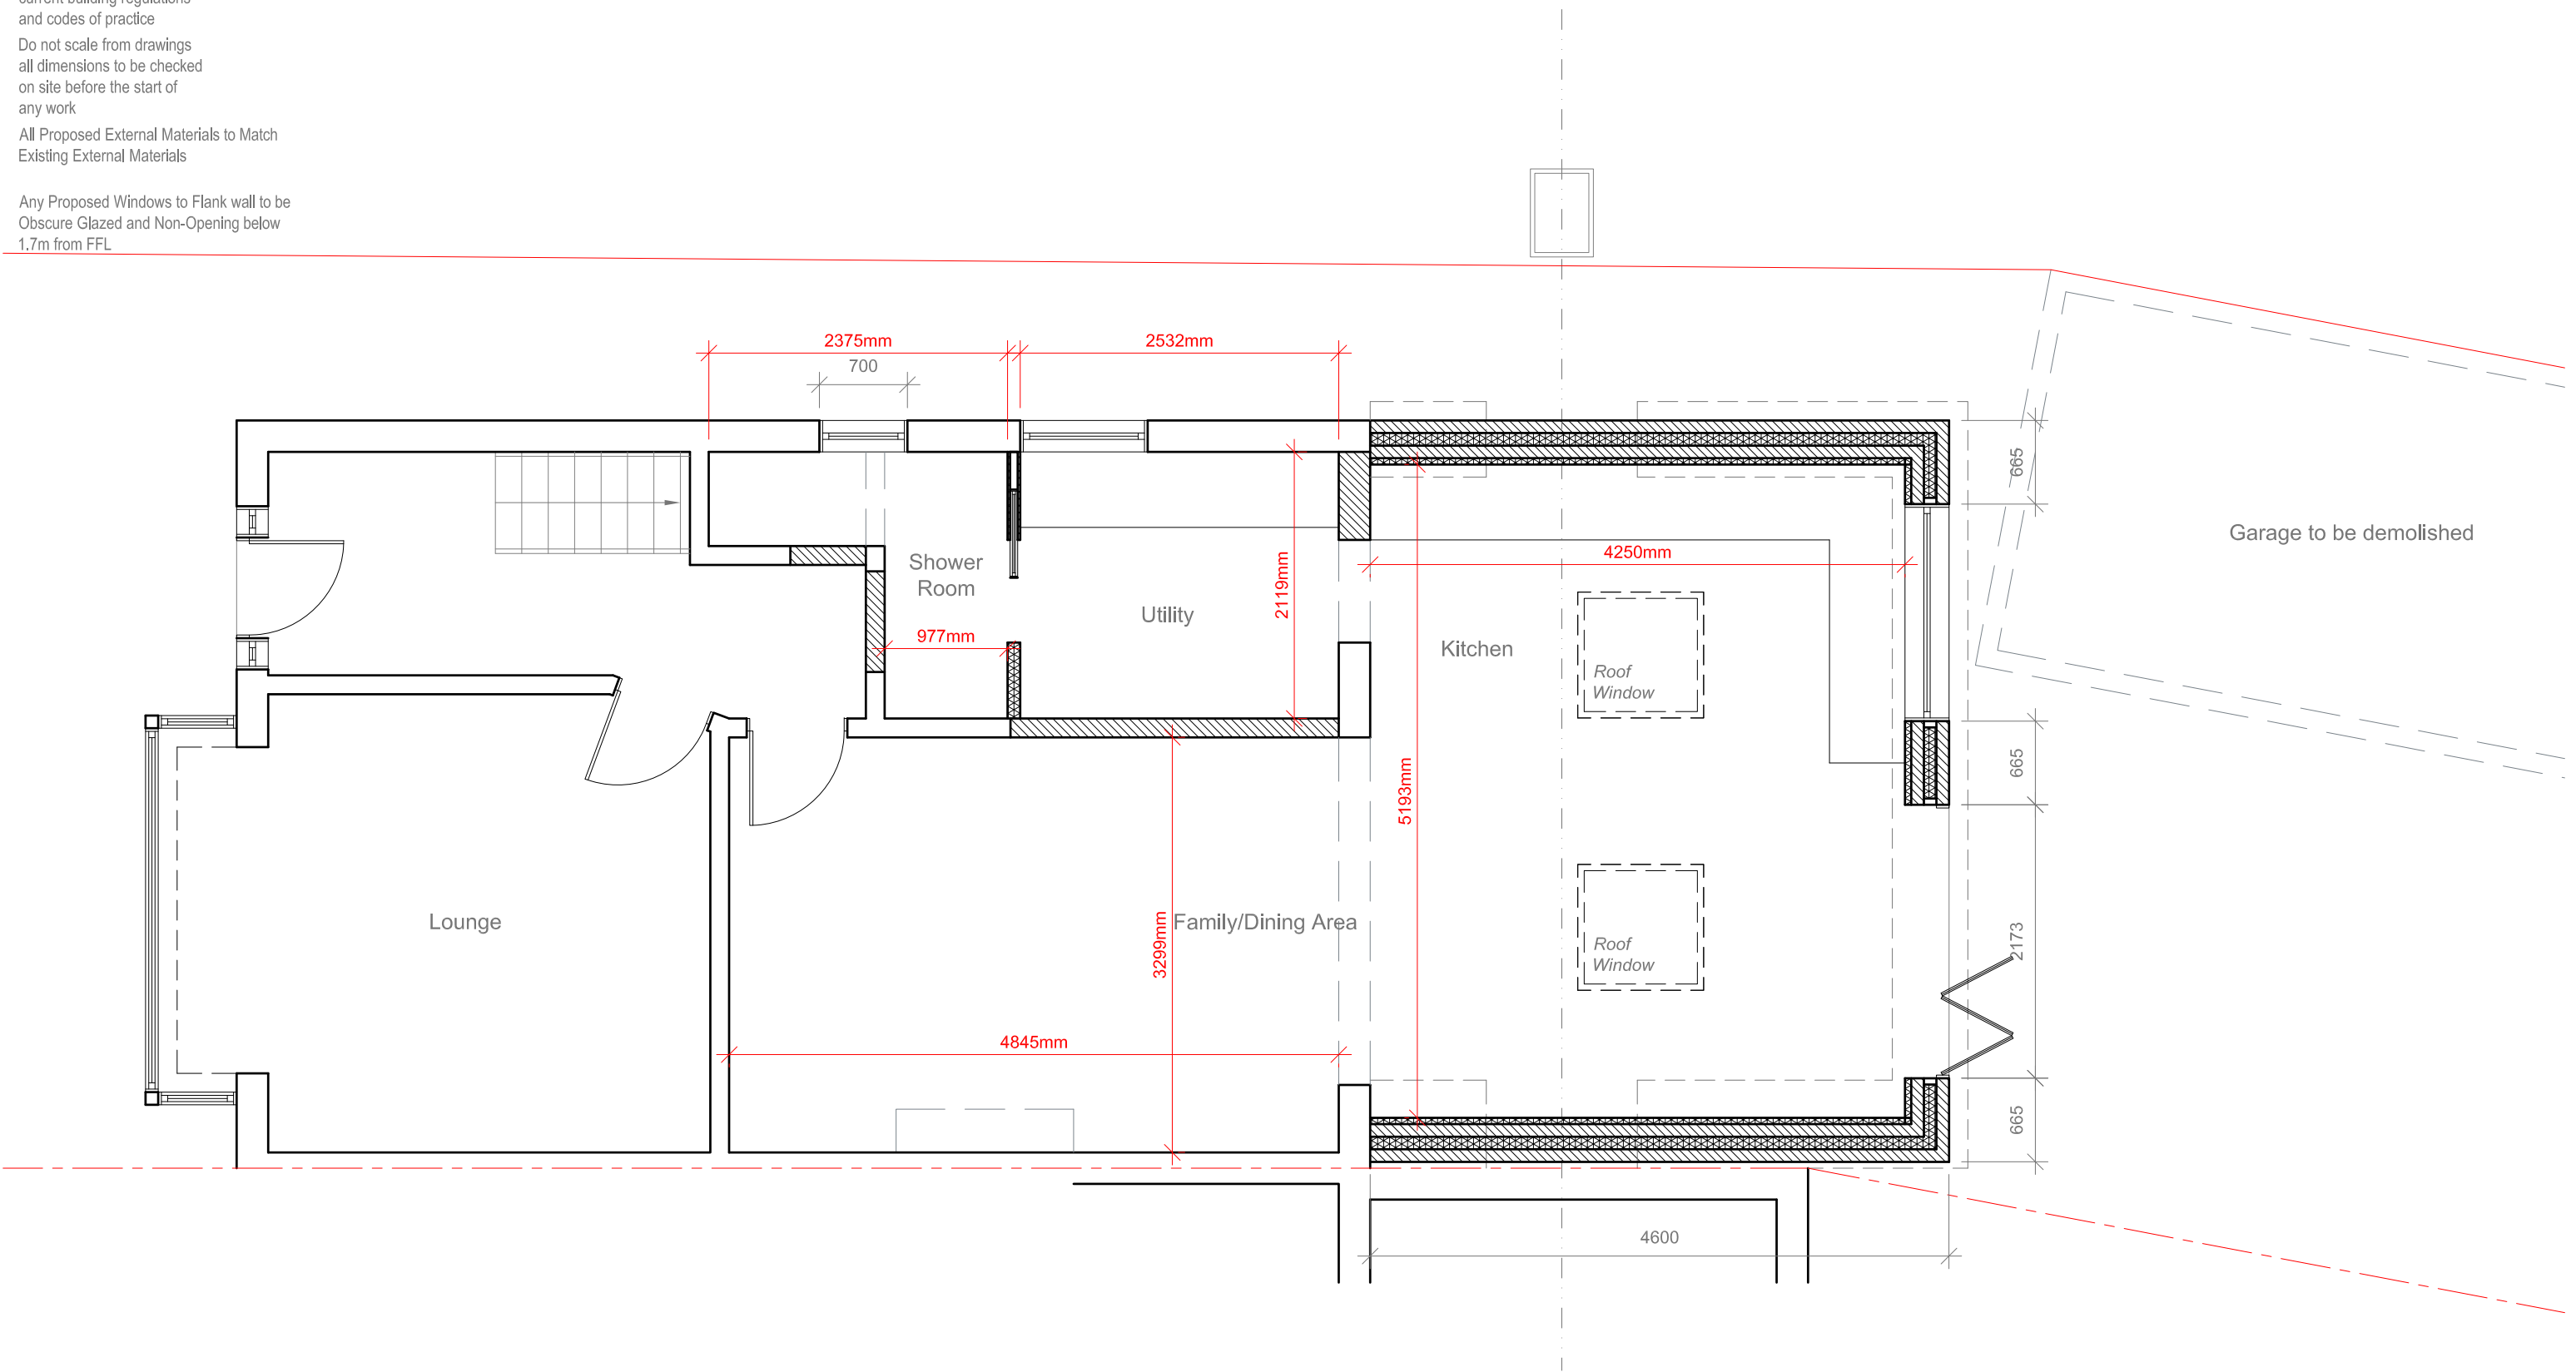 current building regulations
and codes of practice
Do not scale from drawings
all dimensions to be checked
on site before the start of
any work
All Proposed External Materials to Match
Existing External Materials
Any Proposed Windows to Flank wall to be
Obscure Glazed and Non-Opening below
1.7m from FFL
2375mm
2532mm
700
665
Garage to be demolished
Shower
Room
4250mm
2119mm
Utility
977mm
Kitchen
Roof
Window
665
5193mm
Lounge
Family/Dining Area
3299mm
Roof
Window
2173
4845mm
665
4600